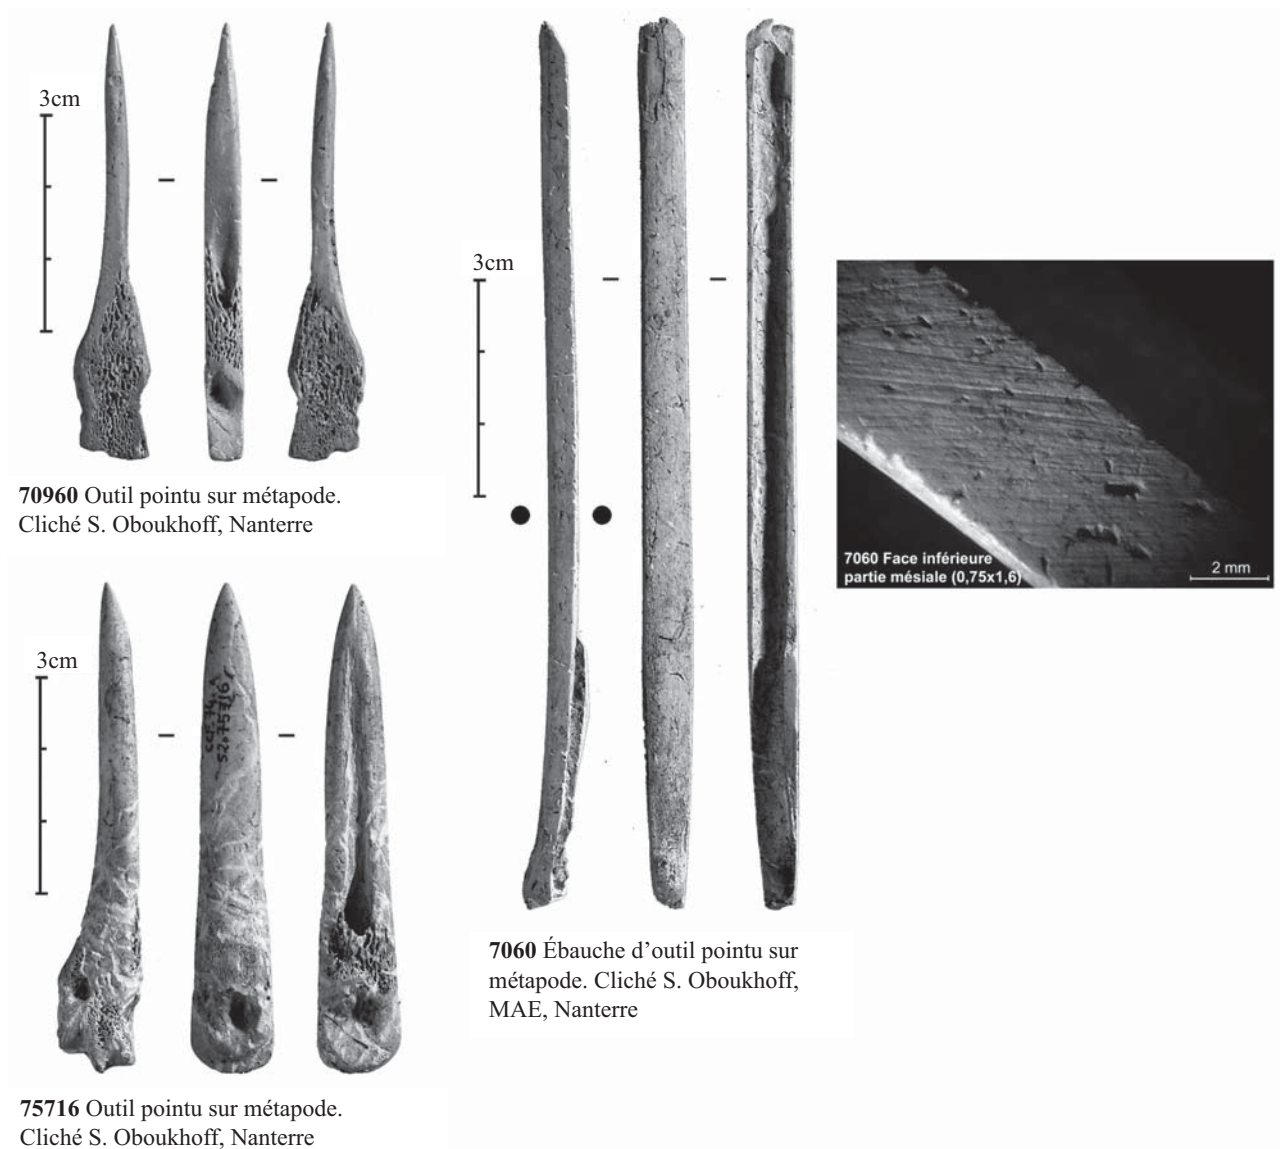 3cm
70960 Outil pointu sur métapode.
Cliché S. Oboukhoff, Nanterre
3cm
75716 Outil pointu sur métapode.
Cliché S. Oboukhoff, Nanterre
3cm
7060 Ébauche d’outil pointu sur
métapode. Cliché S. Oboukhoff,
MAE, Nanterre
7060 Face inférieure
partie mésiale (0,75x1,6)
2 mm